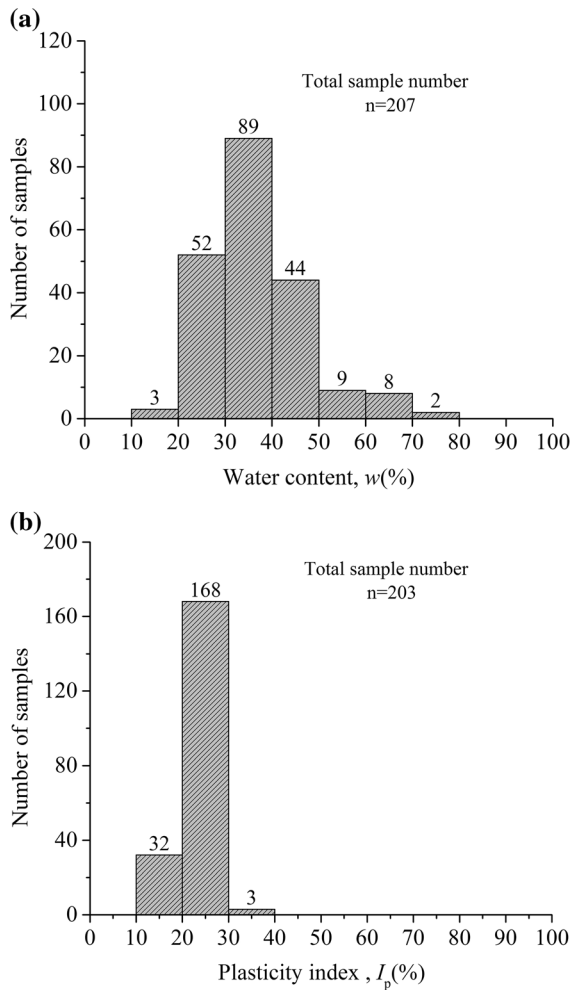 (a)
120
100
80
60
40
20
0
Number of samples
Total sample number
n=207
3
52
89
44
9
8
2
0 10 20 30 40 50 60 70 80 90 100
Water content, w(%)
(b)
200
160
120
80
40
0
Number of samples
Total sample number
n=203
32
168
3
0 10 20 30 40 50 60 70 80 90 100
Plasticity index , Ip(%)